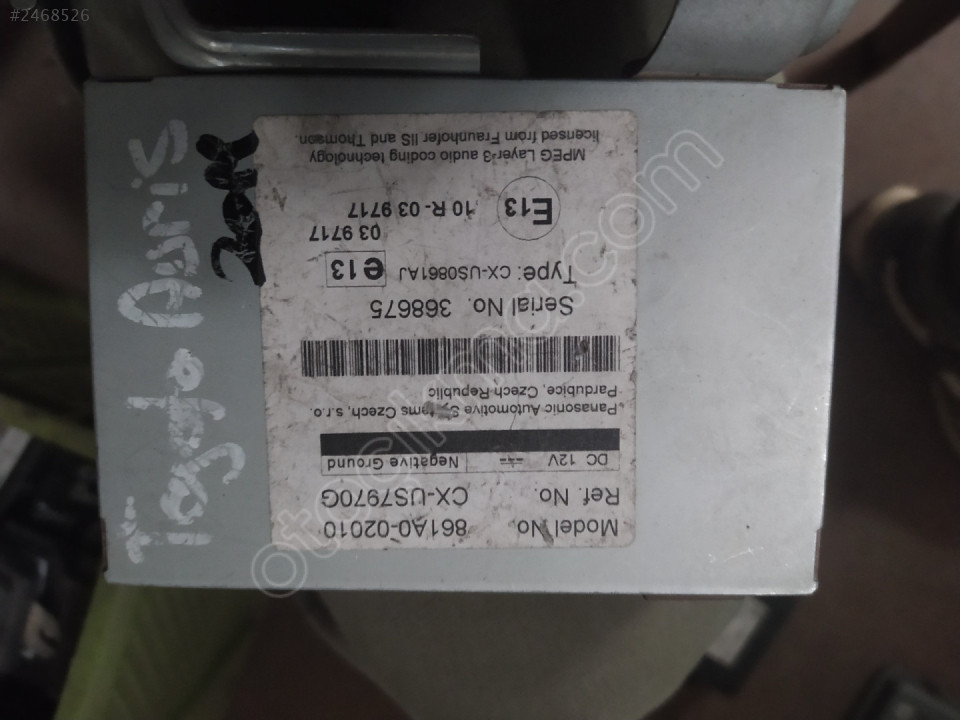 #2468526
Model No. 861A0-02010
Ref. No. CX-US7970G
DC 12V Negative Ground
Panasonic Automotive Systems Czech, s.r.o.
Pardubice, Czech Republic
Serial No. 368675
Type: CX-US0861AJ e13
03 9717
E13 10 R - 03 9717
MPEG Layer-3 audio coding technology
licensed from Fraunhofer IIS and Thomson.
Auris
otocikma.com